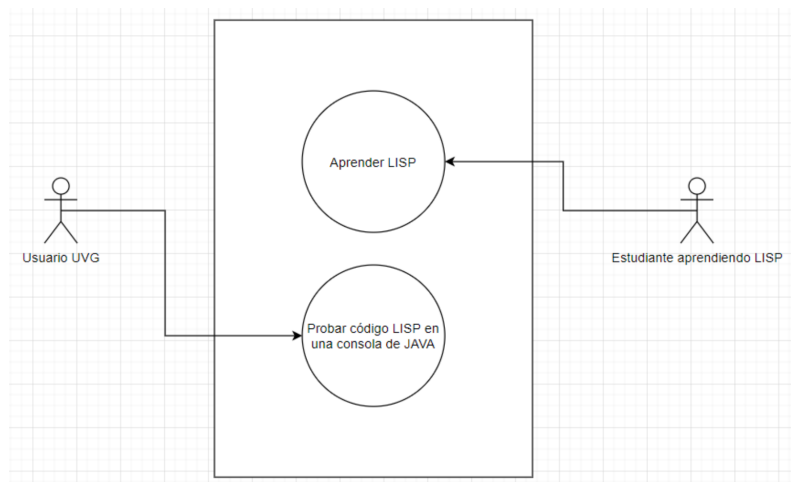 Aprender LISP
Usuario UVG
Estudiante aprendiendo LISP
Probar código LISP en
una consola de JAVA